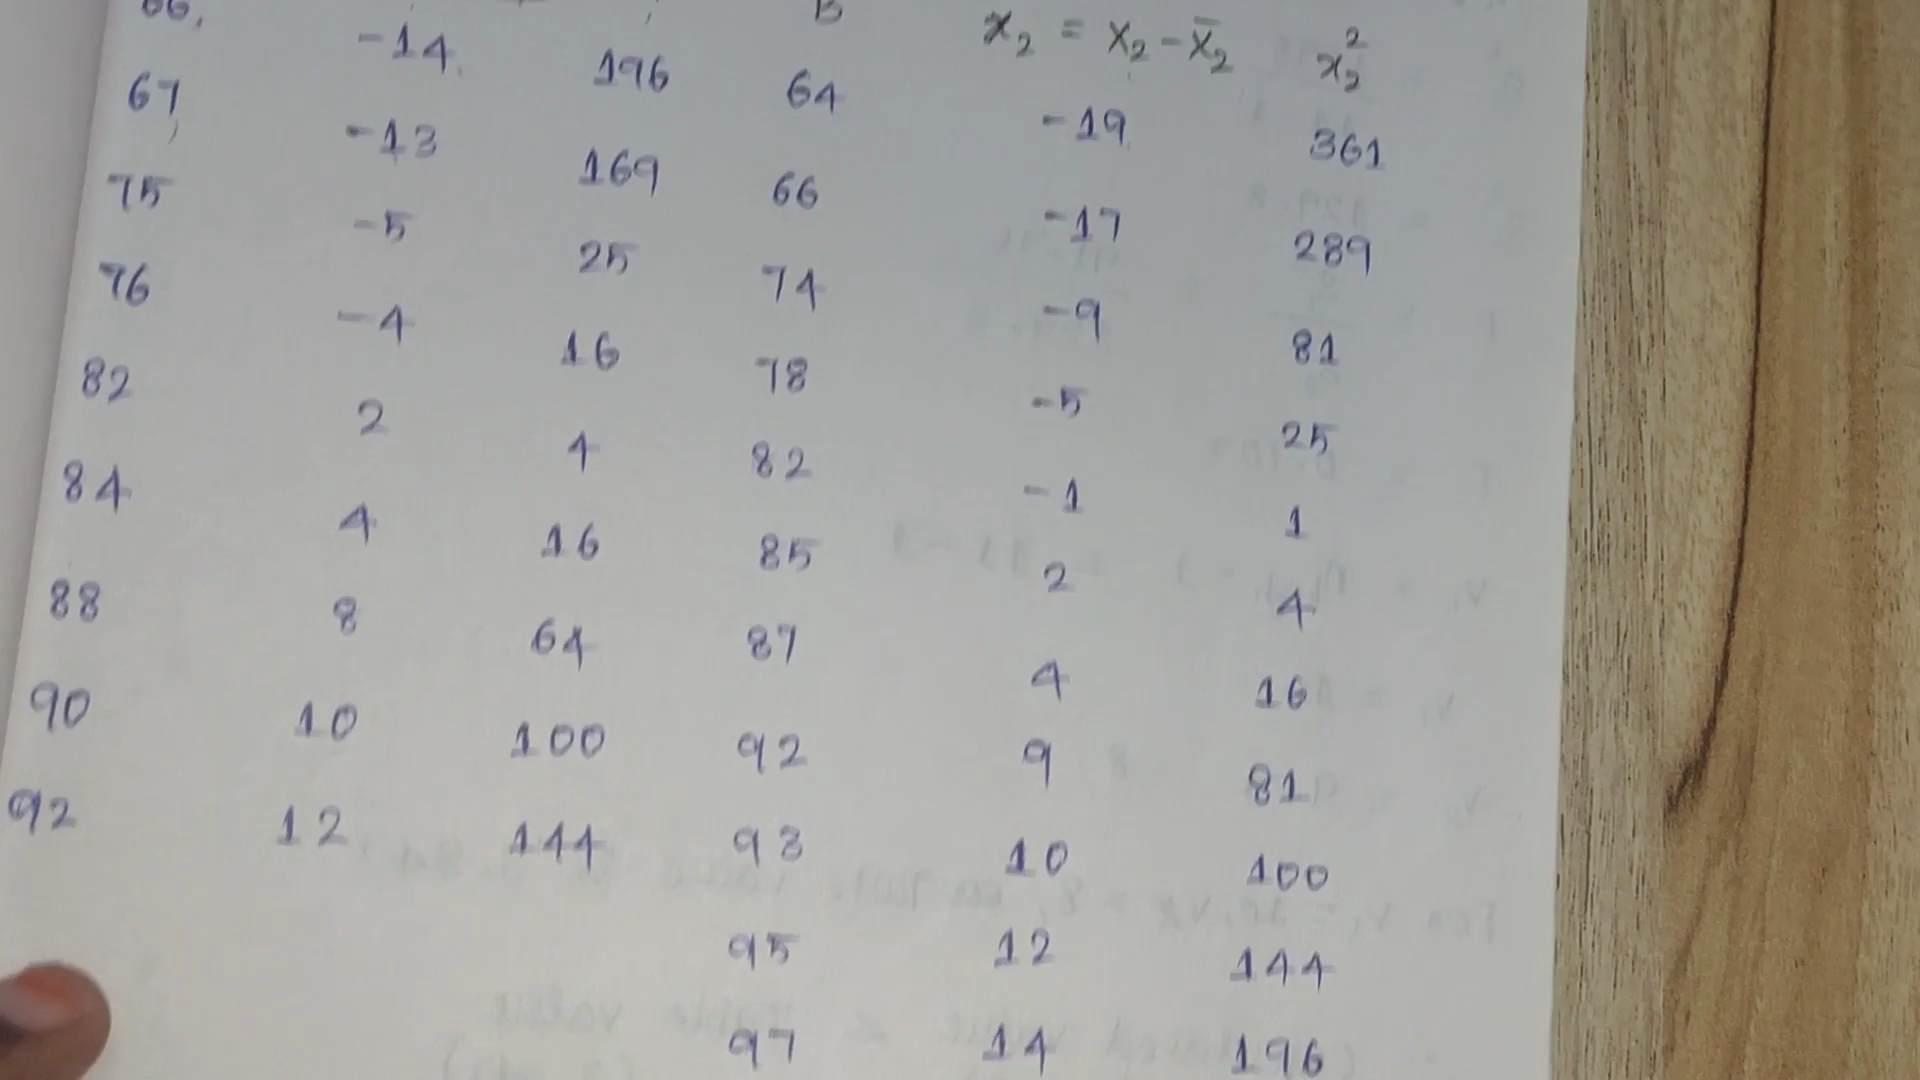 66, B x₂ = X₂ - X̄₂ x₂²
-14 196 64 -19 361
67 -13 169 66 -17 289
75 -5 25 74 -9 81
76 -4 16 78 -5 25
82 2 4 82 -1 1
84 4 16 85 2 4
88 8 64 87 4 16
90 10 100 92 9 81
92 12 144 93 10 100
95 12 144
97 14 196